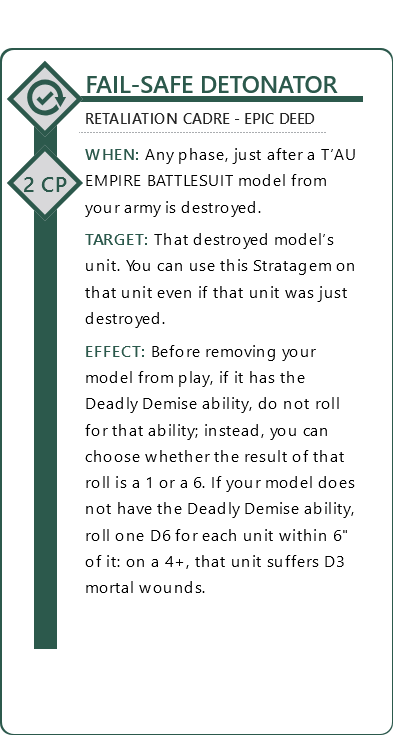 FAIL-SAFE DETONATOR
RETALIATION CADRE - EPIC DEED
2 CP
WHEN: Any phase, just after a T’AU
EMPIRE BATTLESUIT model from
your army is destroyed.
TARGET: That destroyed model’s
unit. You can use this Stratagem on
that unit even if that unit was just
destroyed.
EFFECT: Before removing your
model from play, if it has the
Deadly Demise ability, do not roll
for that ability; instead, you can
choose whether the result of that
roll is a 1 or a 6. If your model does
not have the Deadly Demise ability,
roll one D6 for each unit within 6"
of it: on a 4+, that unit suffers D3
mortal wounds.